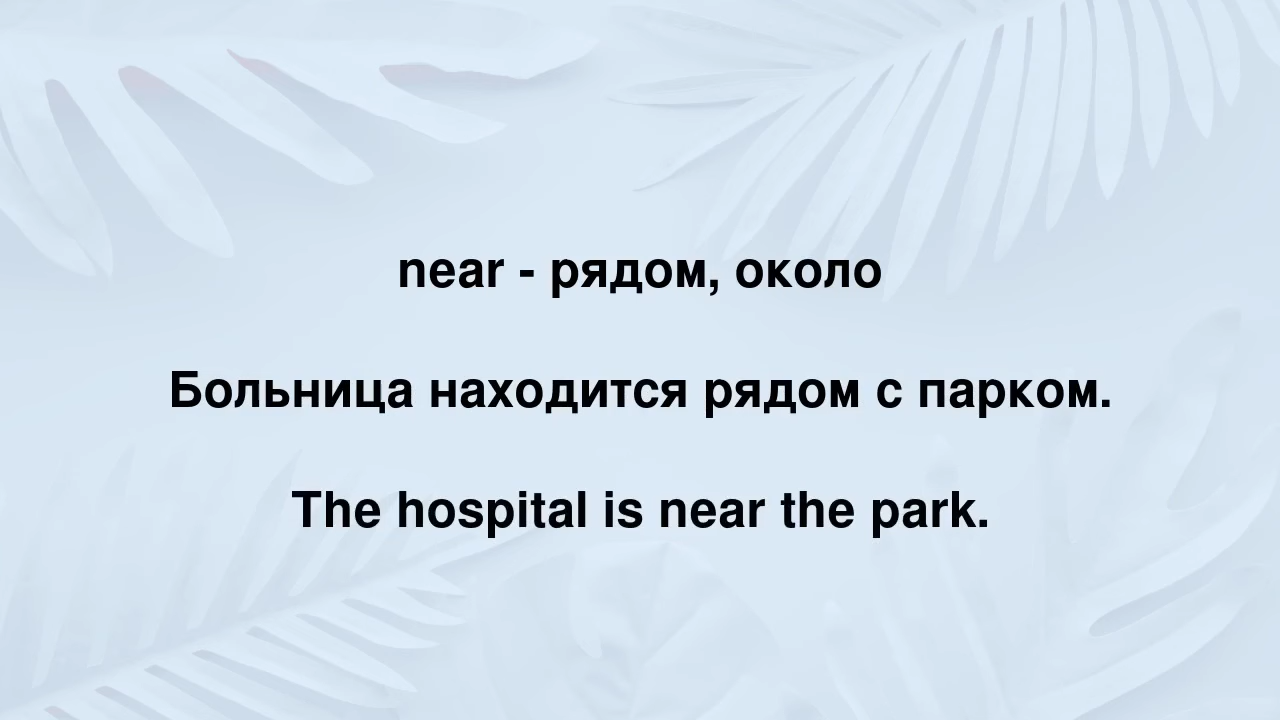 near - рядом, около
Больница находится рядом с парком.
The hospital is near the park.